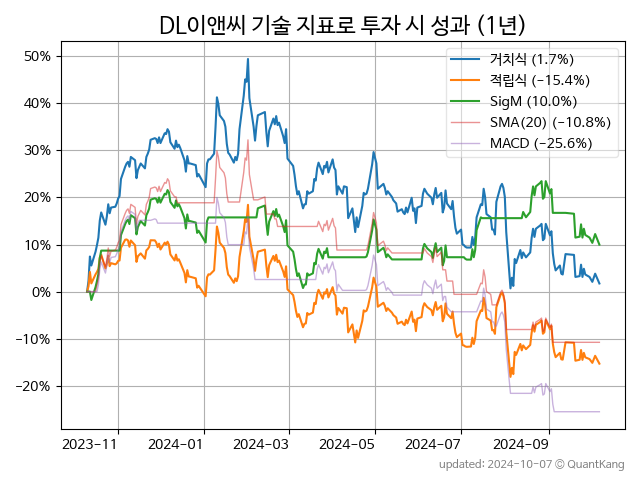 DL이앤씨 기술 지표로 투자 시 성과 (1년)
거치식 (1.7%)
적립식 (−15.4%)
SigM (10.0%)
SMA(20) (−10.8%)
MACD (−25.6%)
50%
40%
30%
20%
10%
0%
−10%
−20%
2023-11 2024-01 2024-03 2024-05 2024-07 2024-09
updated: 2024-10-07 © QuantKang